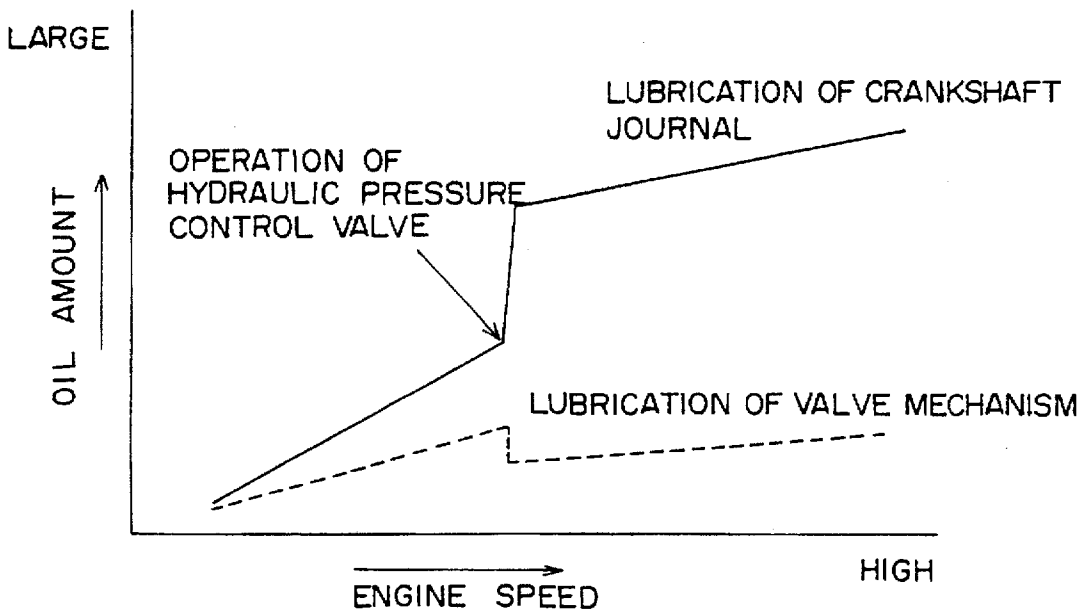 LARGE
LUBRICATION OF CRANKSHAFT
JOURNAL
OPERATION OF
HYDRAULIC PRESSURE
CONTROL VALVE
OIL AMOUNT
LUBRICATION OF VALVE MECHANISM
HIGH
ENGINE SPEED